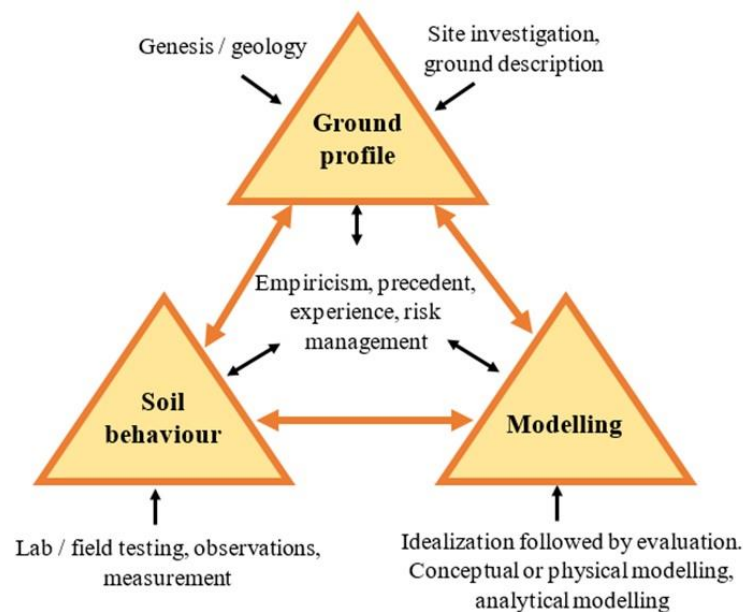 Genesis / geology
Site investigation,
ground description
Ground
profile
Empiricism, precedent,
experience, risk
management
Soil
behaviour
Modelling
Lab / field testing, observations,
measurement
Idealization followed by evaluation.
Conceptual or physical modelling,
analytical modelling